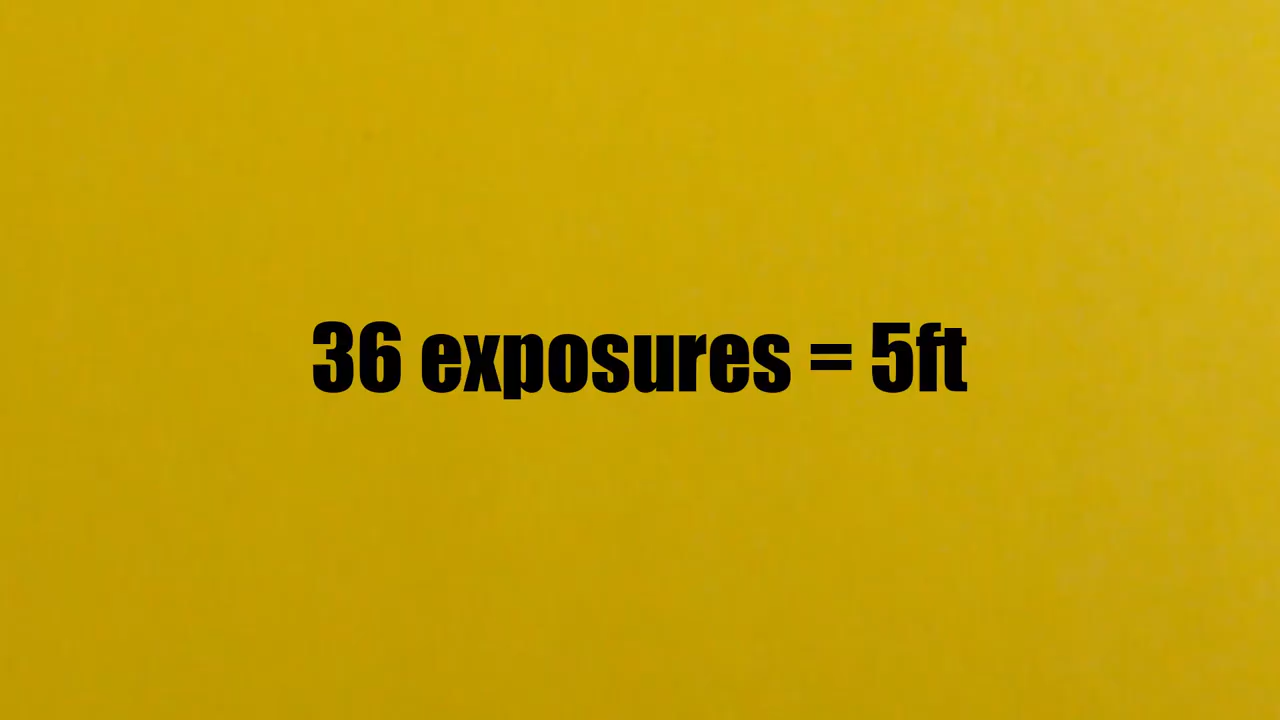 36 exposures = 5ft